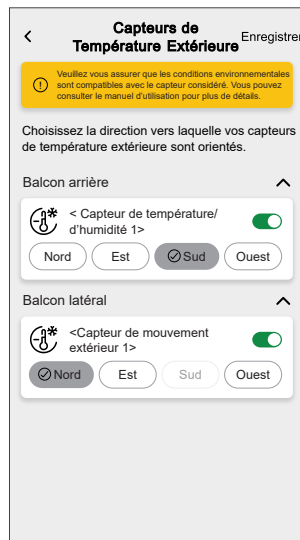 Capteurs de
Température Extérieure
Enregistrer
Veuillez vous assurer que les conditions environnementales
sont compatibles avec le capteur considéré. Vous pouvez
consulter le manuel d'utilisation pour plus de détails.
Choisissez la direction vers laquelle vos capteurs
de température extérieure sont orientés.
Balcon arrière
< Capteur de température/
d'humidité 1>
Nord Est Sud Ouest
Balcon latéral
<Capteur de mouvement
extérieur 1>
Nord Est Sud Ouest